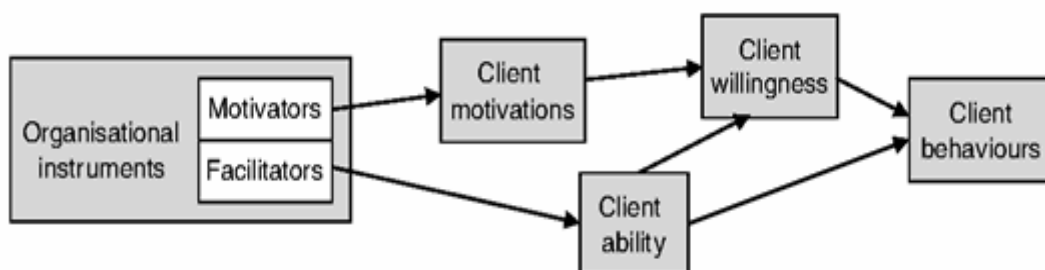 Organisational
instruments
Motivators
Facilitators
Client
motivations
Client
willingness
Client
ability
Client
behaviours